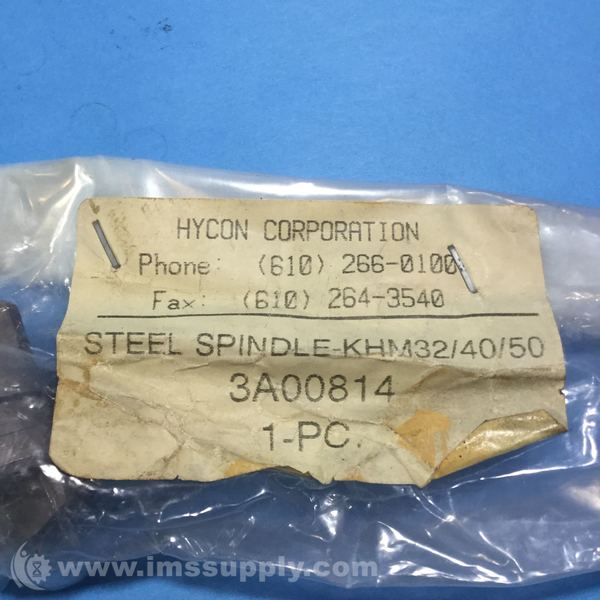 HYCON CORPORATION
Phone: (610) 266-0100
Fax: (610) 264-3540
STEEL SPINDLE-KHM32/40/50
3A00814
1-PC.
© www.imssupply.com/